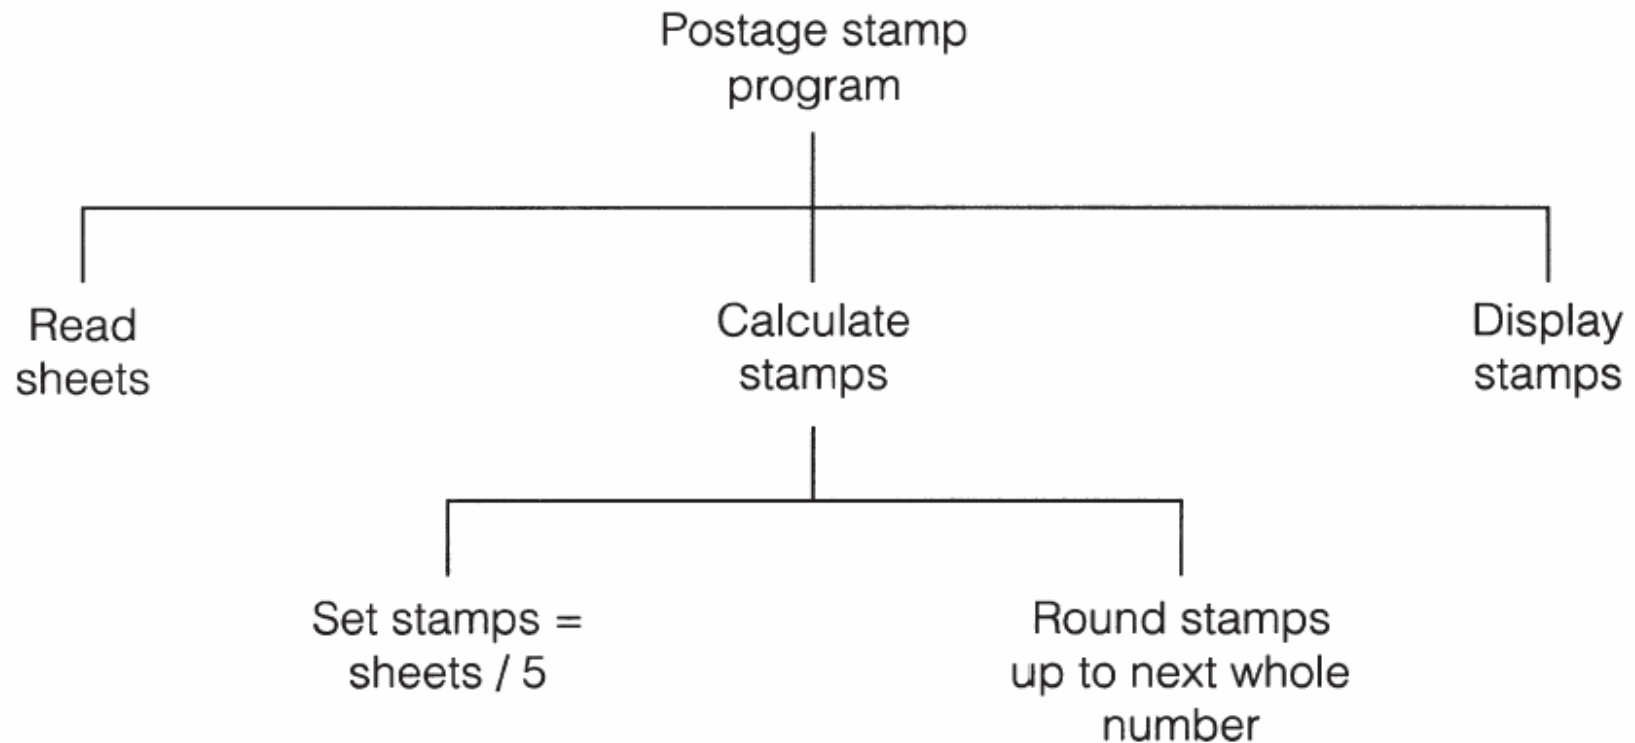 Postage stamp
program
Read
sheets
Calculate
stamps
Display
stamps
Set stamps =
sheets / 5
Round stamps
up to next whole
number